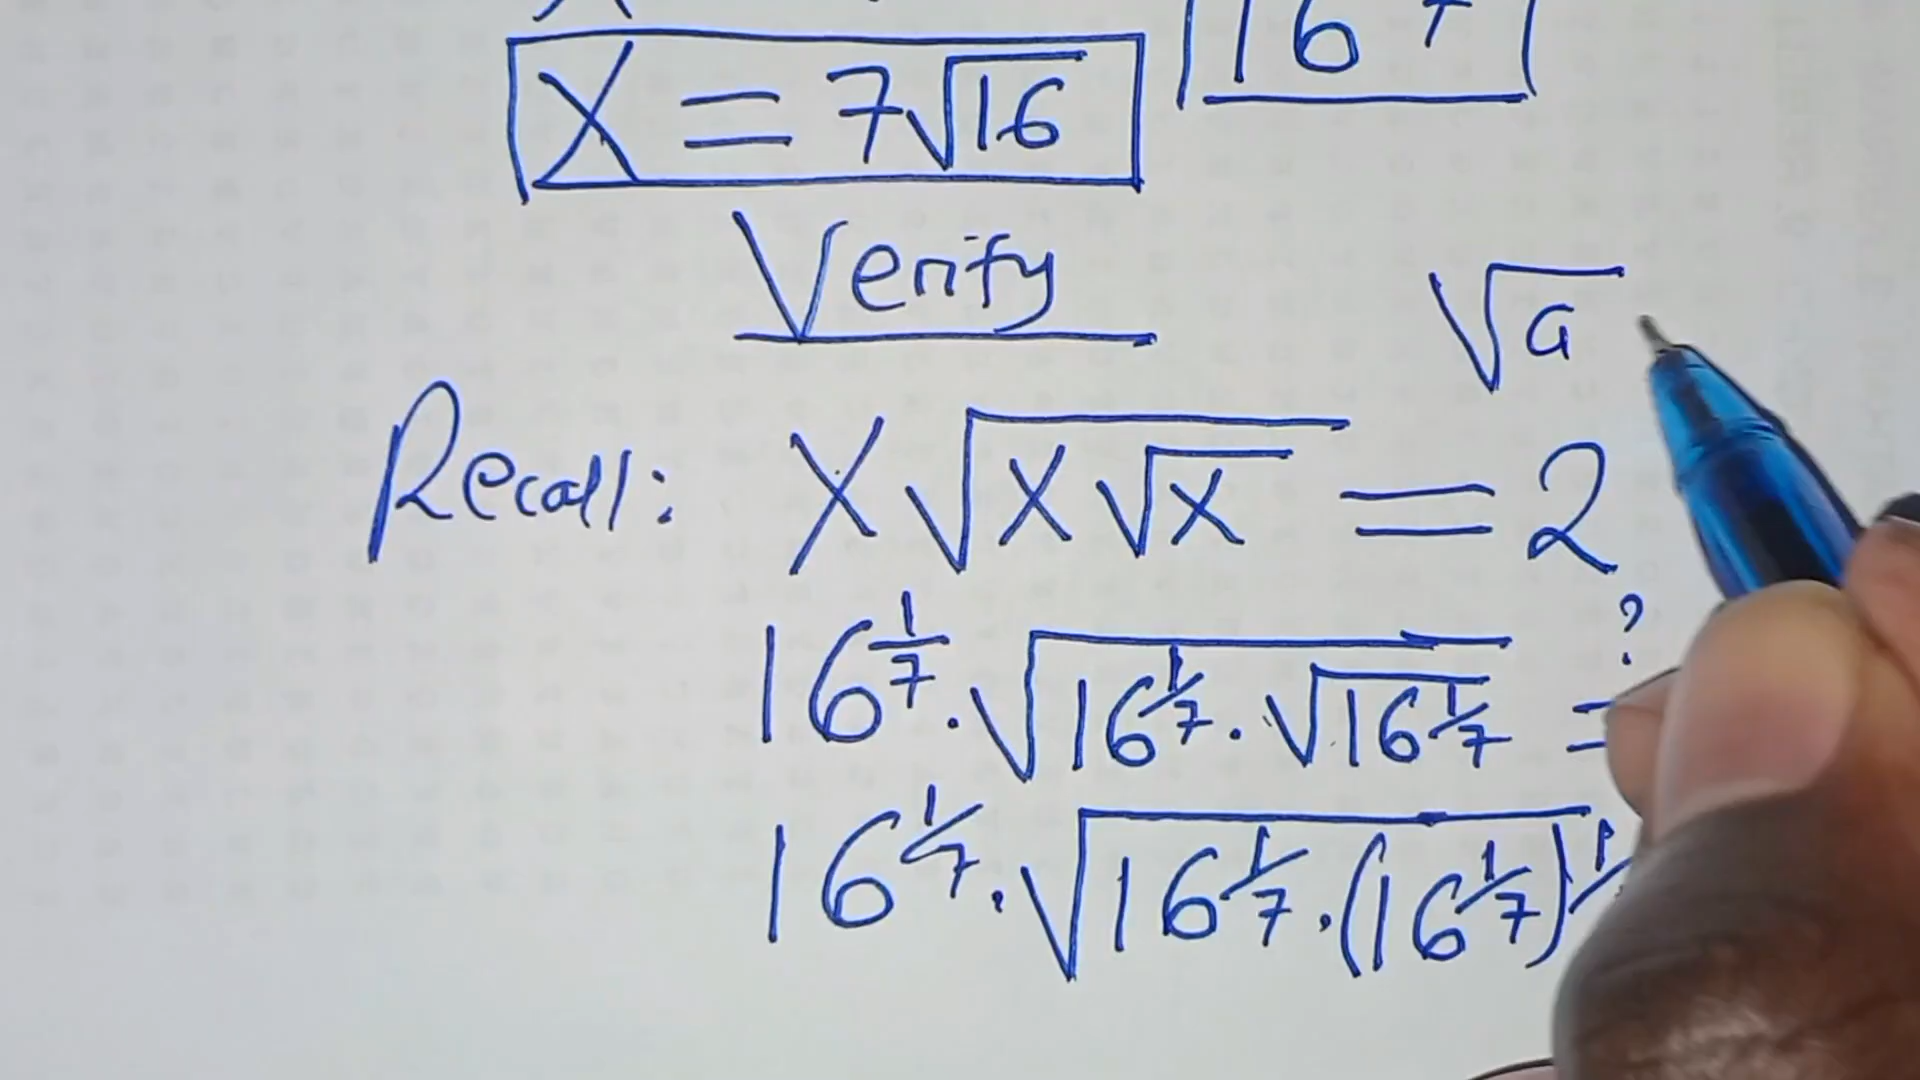 16 7
X = 7√16
Verify
√a
Recall: X√(X√X) = 2
?
16^(1/7) · √(16^(1/7) · √(16^(1/7))) =
16^(1/7) · √(16^(1/7) · (16^(1/7))^1/